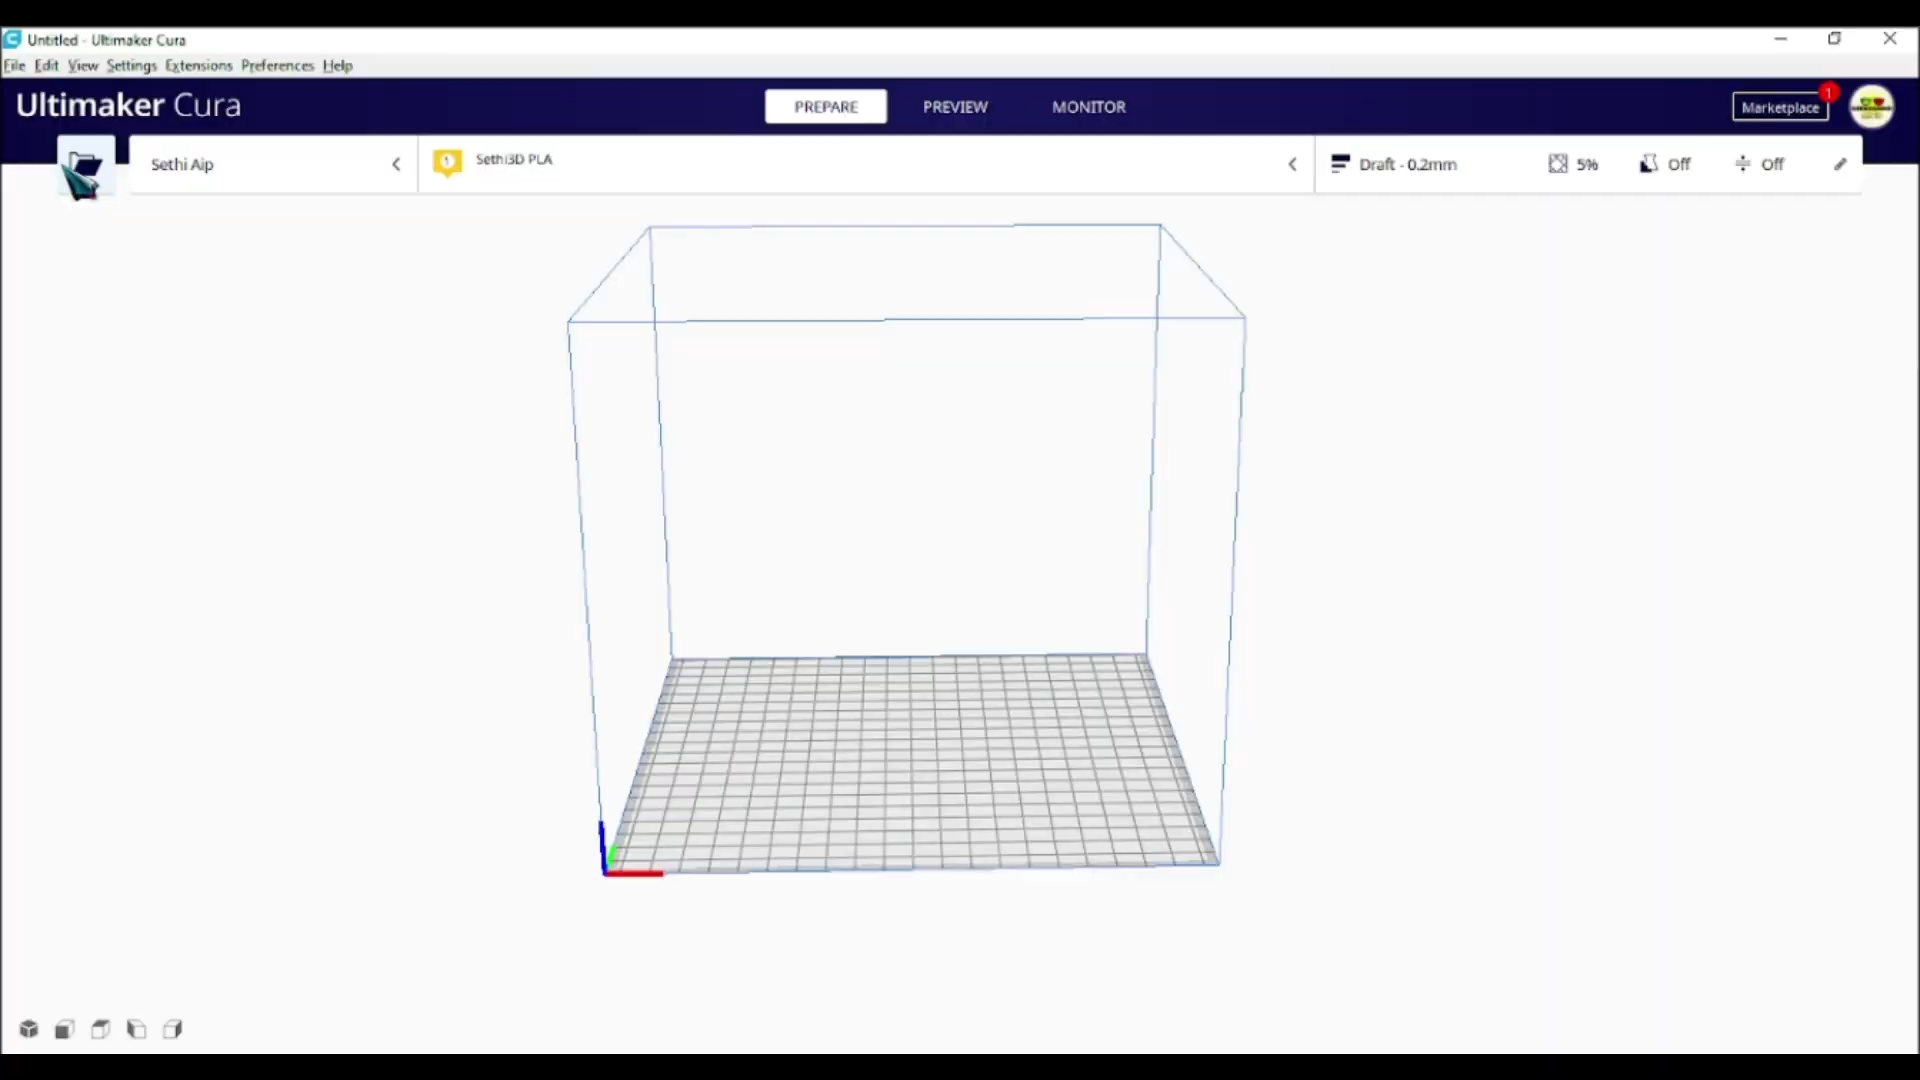 Untitled - Ultimaker Cura
File Edit View Settings Extensions Preferences Help
Ultimaker Cura
PREPARE PREVIEW MONITOR
Marketplace 1
Sethi Aip
1 Sethi3D PLA
Draft - 0.2mm 5% Off Off